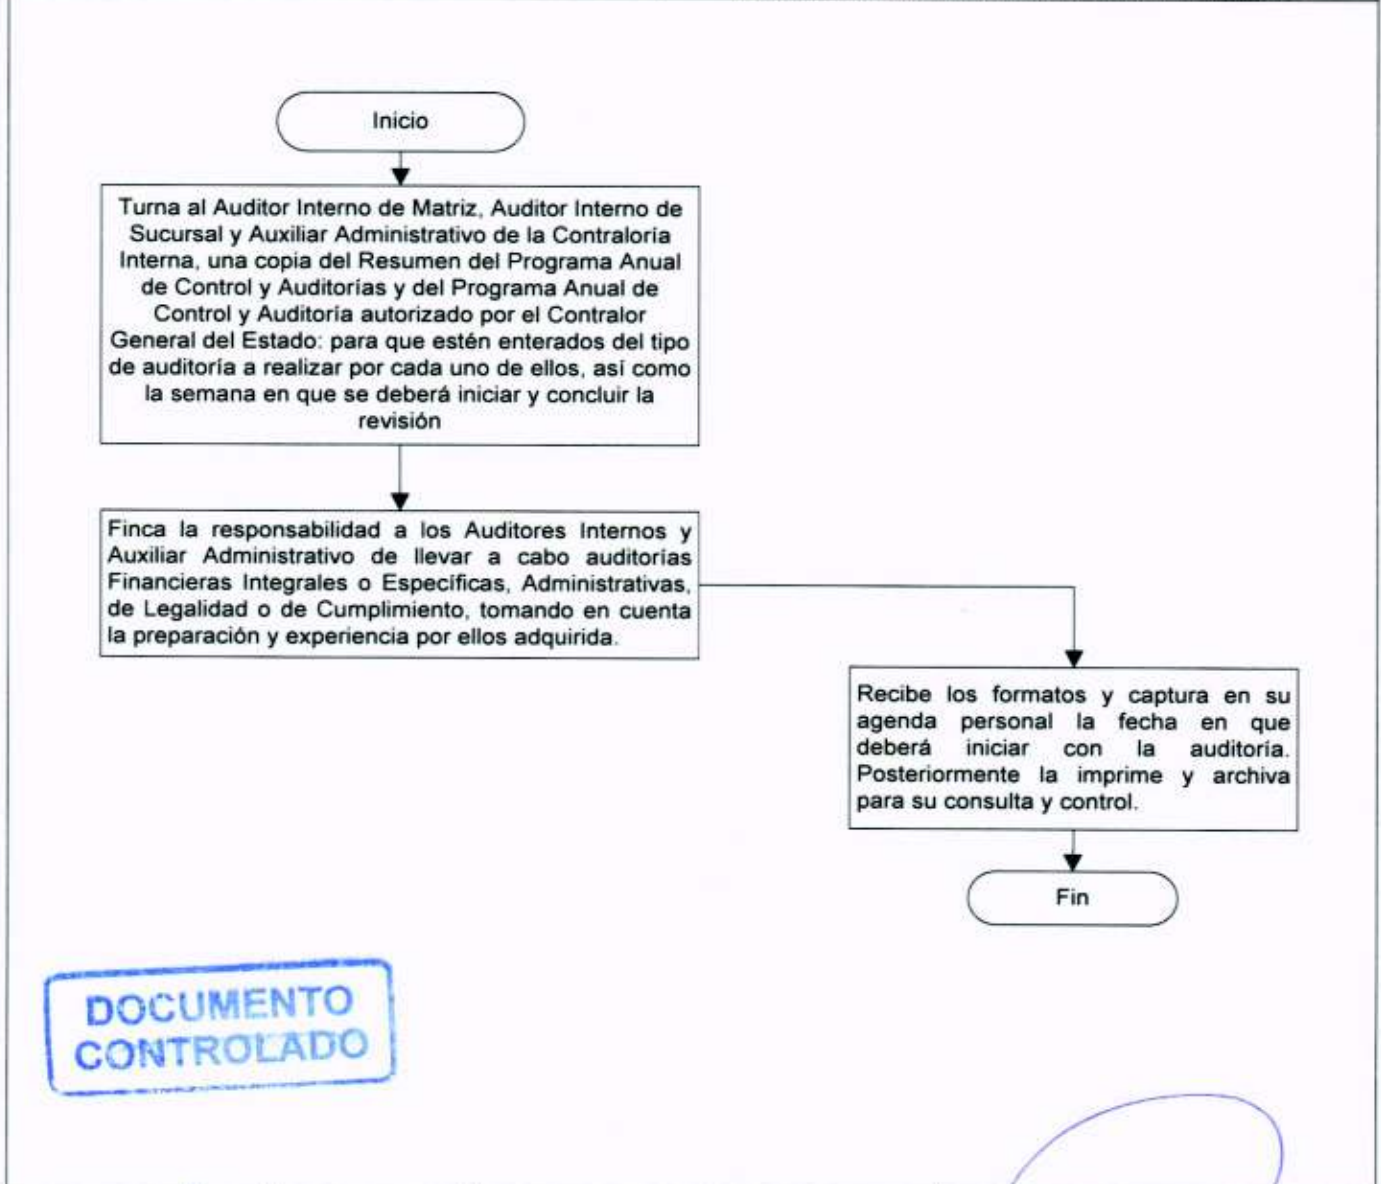 Inicio
Turna al Auditor Interno de Matriz, Auditor Interno de
Sucursal y Auxiliar Administrativo de la Contraloría
Interna, una copia del Resumen del Programa Anual
de Control y Auditorías y del Programa Anual de
Control y Auditoría autorizado por el Contralor
General del Estado: para que estén enterados del tipo
de auditoría a realizar por cada uno de ellos, así como
la semana en que se deberá iniciar y concluir la
revisión
Finca la responsabilidad a los Auditores Internos y
Auxiliar Administrativo de llevar a cabo auditorías
Financieras Integrales o Específicas, Administrativas,
de Legalidad o de Cumplimiento, tomando en cuenta
la preparación y experiencia por ellos adquirida.
Recibe los formatos y captura en su
agenda personal la fecha en que
deberá iniciar con la auditoría.
Posteriormente la imprime y archiva
para su consulta y control.
Fin
DOCUMENTO
CONTROLADO